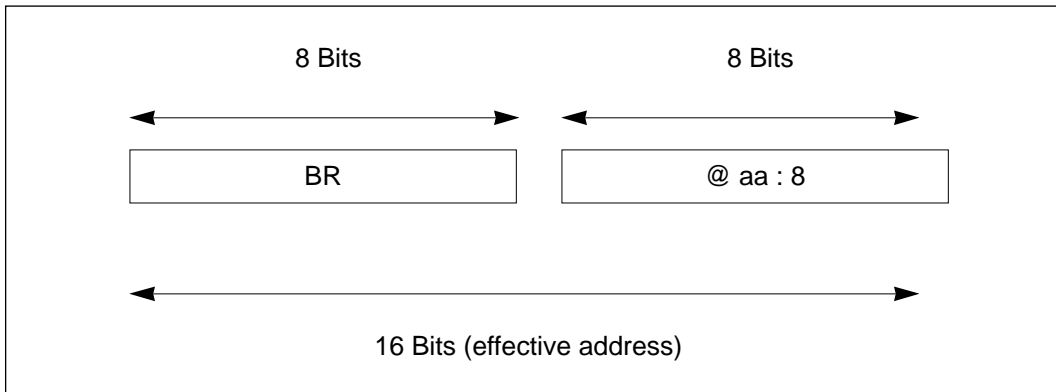 8 Bits 8 Bits
BR @ aa : 8
16 Bits (effective address)